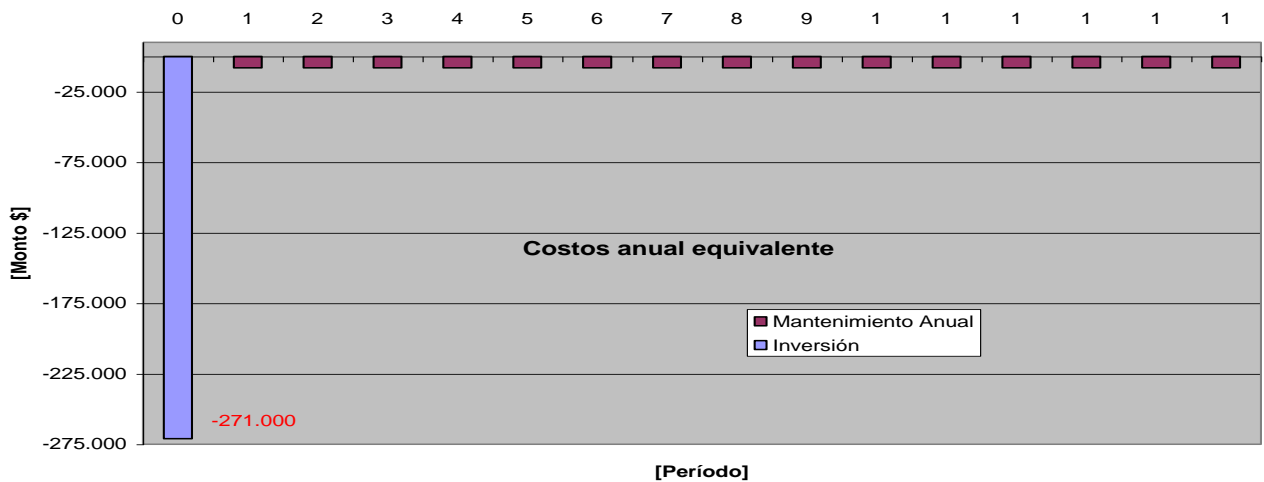 0 1 2 3 4 5 6 7 8 9 1 1 1 1 1 1
-25.000
-75.000
-125.000
Costos anual equivalente
-175.000
Mantenimiento Anual
Inversión
-225.000
-271.000
-275.000
[Monto $]
[Período]